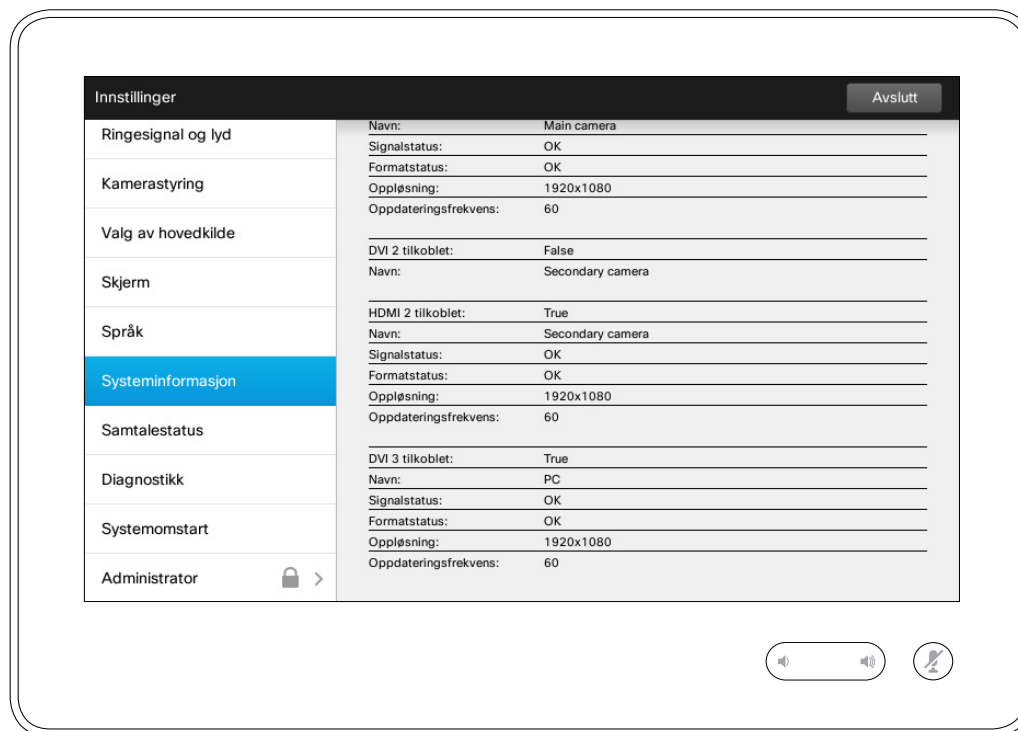 Innstillinger
Avslutt
Ringesignal og lyd
Kamerastyring
Valg av hovedkilde
Skjerm
Språk
Systeminformasjon
Samtalestatus
Diagnostikk
Systemomstart
Administrator
Navn: Main camera
Signalstatus: OK
Formatstatus: OK
Oppløsning: 1920x1080
Oppdateringsfrekvens: 60
DVI 2 tilkoblet: False
Navn: Secondary camera
HDMI 2 tilkoblet: True
Navn: Secondary camera
Signalstatus: OK
Formatstatus: OK
Oppløsning: 1920x1080
Oppdateringsfrekvens: 60
DVI 3 tilkoblet: True
Navn: PC
Signalstatus: OK
Formatstatus: OK
Oppløsning: 1920x1080
Oppdateringsfrekvens: 60